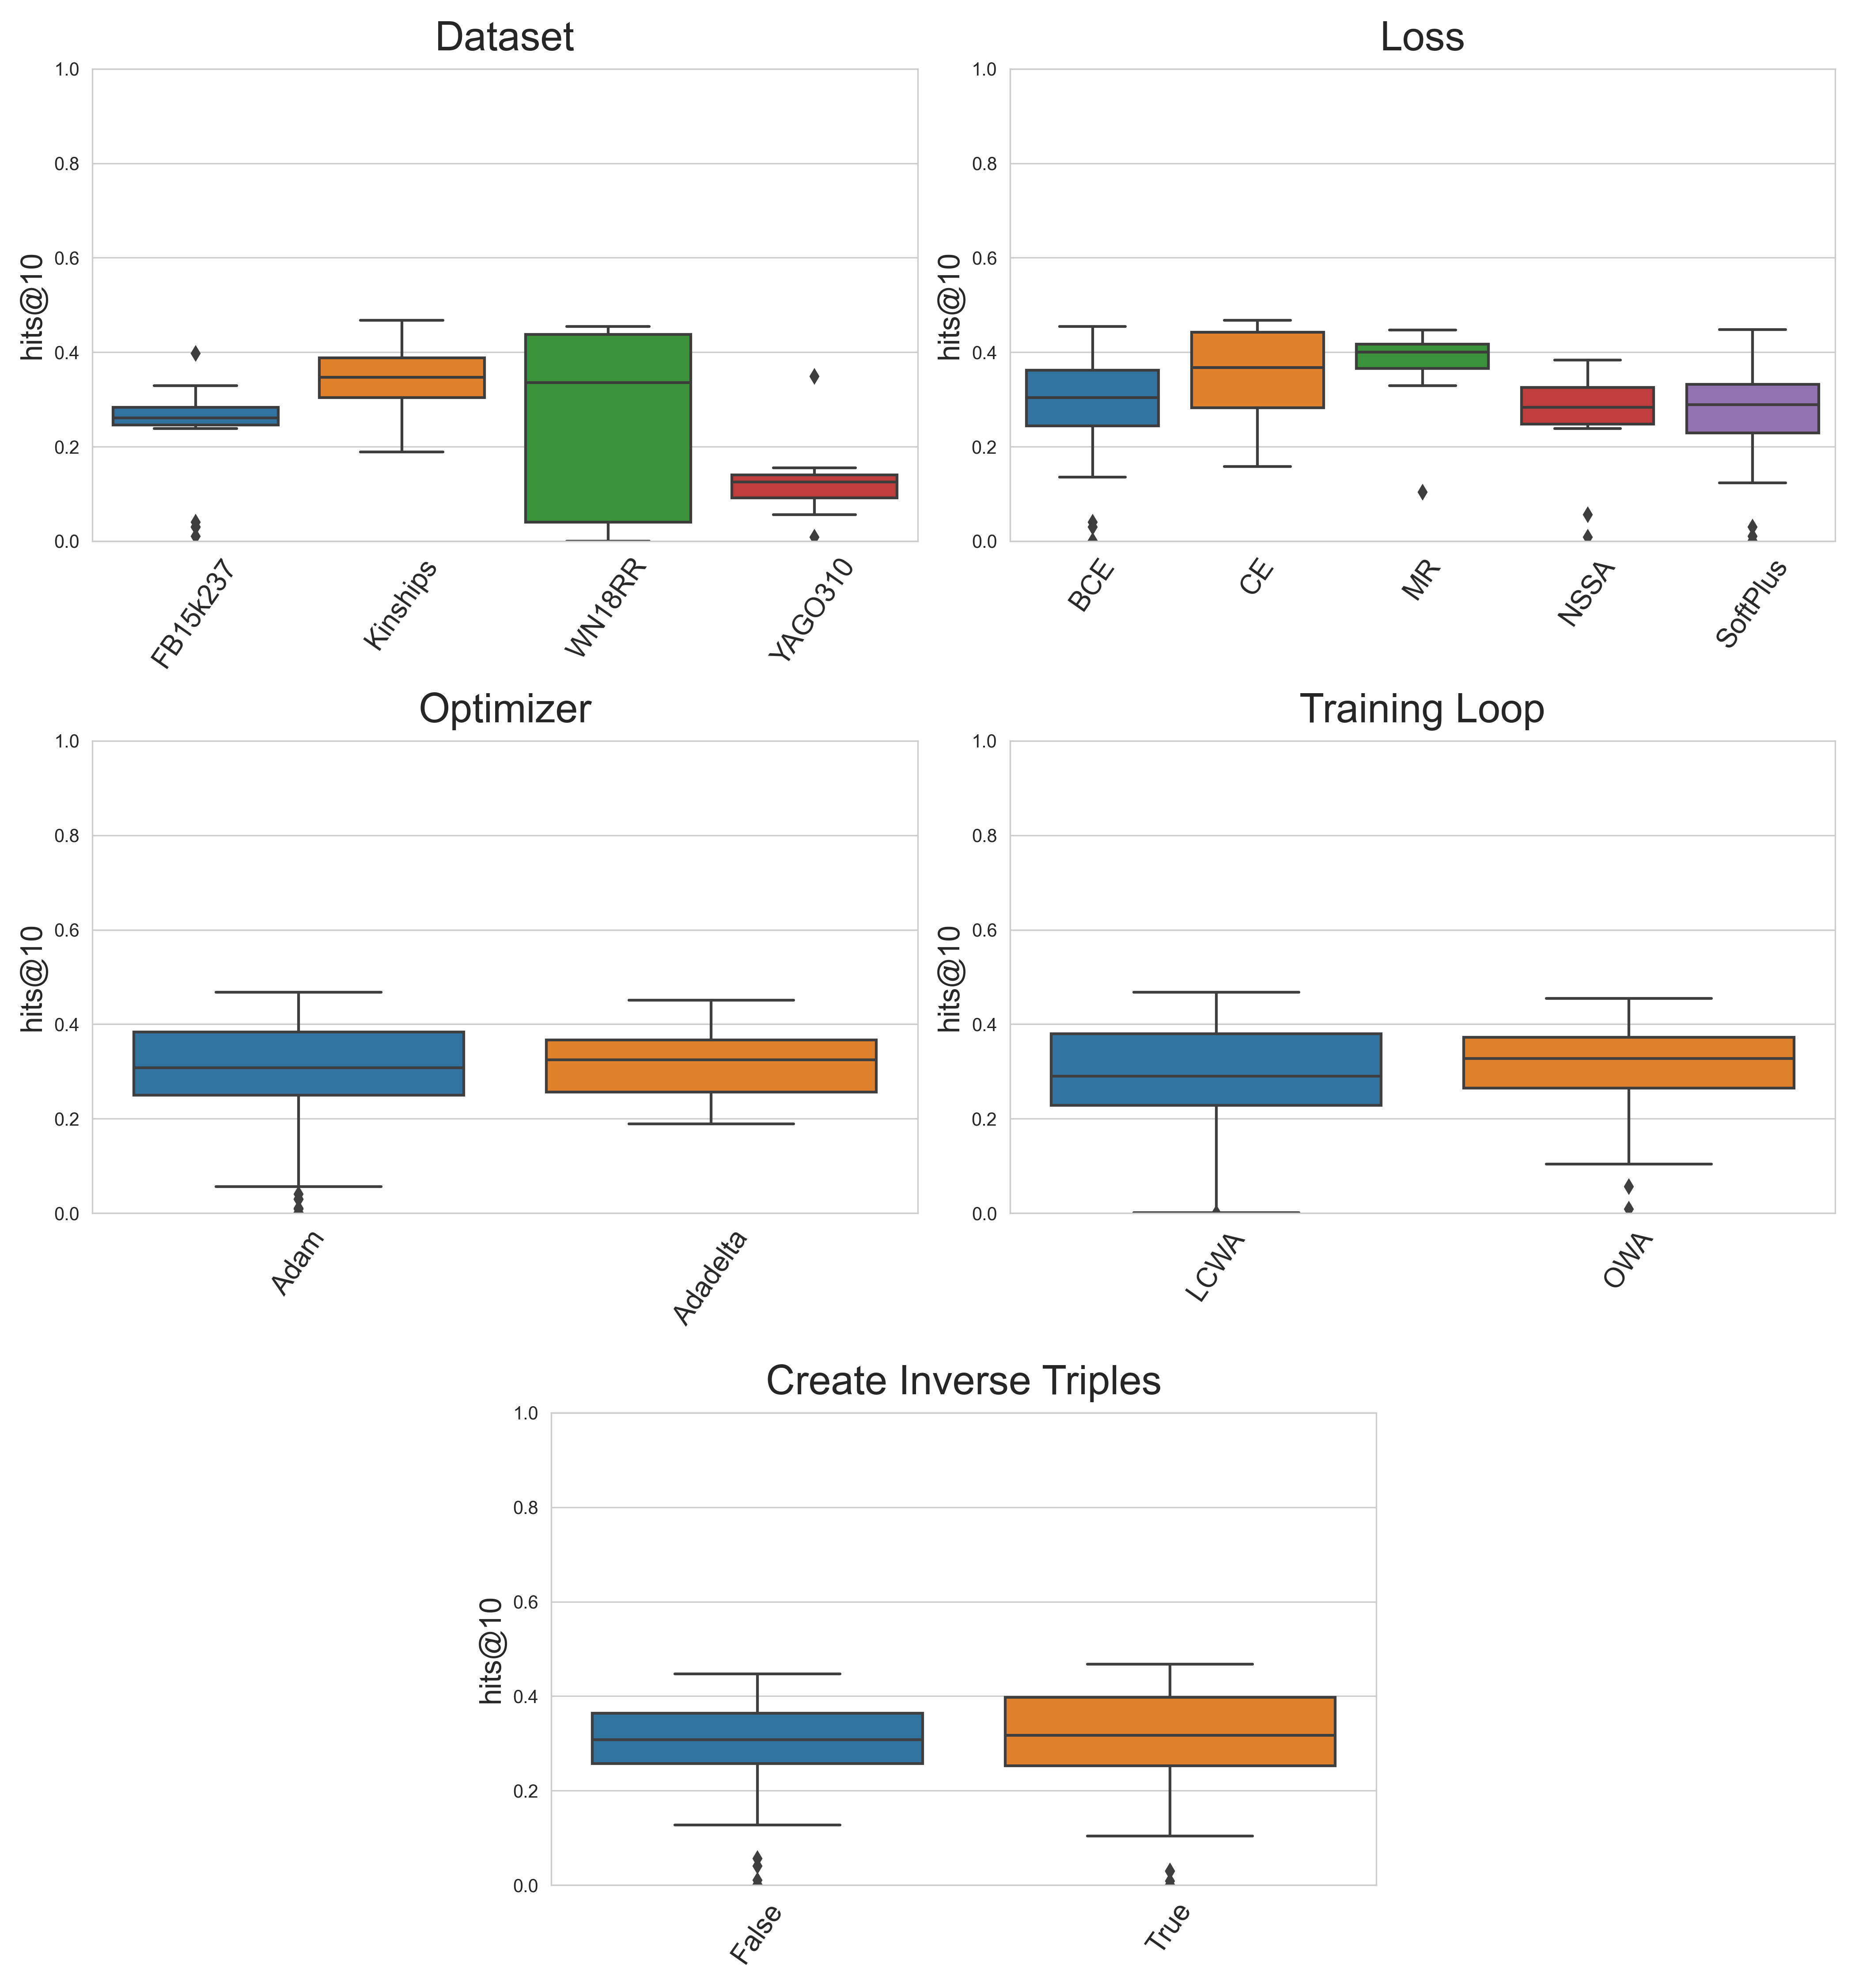 Dataset
1.0
0.8
0.6
0.4
0.2
0.0
hits@10
FB15k237
Kinships
WN18RR
YAGO310
Loss
1.0
0.8
0.6
0.4
0.2
0.0
hits@10
BCE
CE
MR
NSSA
SoftPlus
Optimizer
1.0
0.8
0.6
0.4
0.2
0.0
hits@10
Adam
Adadelta
Training Loop
1.0
0.8
0.6
0.4
0.2
0.0
hits@10
LCWA
OWA
Create Inverse Triples
1.0
0.8
0.6
0.4
0.2
0.0
hits@10
False
True